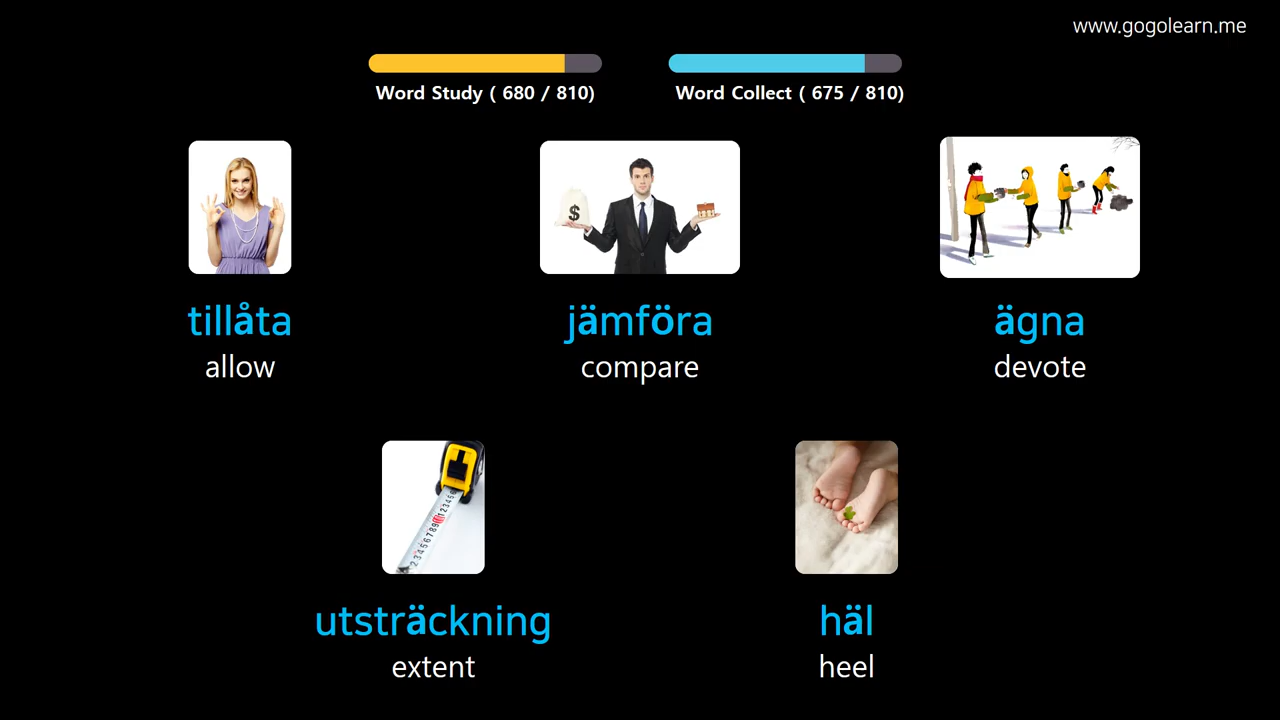 www.gogolearn.me
Word Study ( 680 / 810)
Word Collect ( 675 / 810)
tillåta
allow
jämföra
compare
ägna
devote
utsträckning
extent
häl
heel